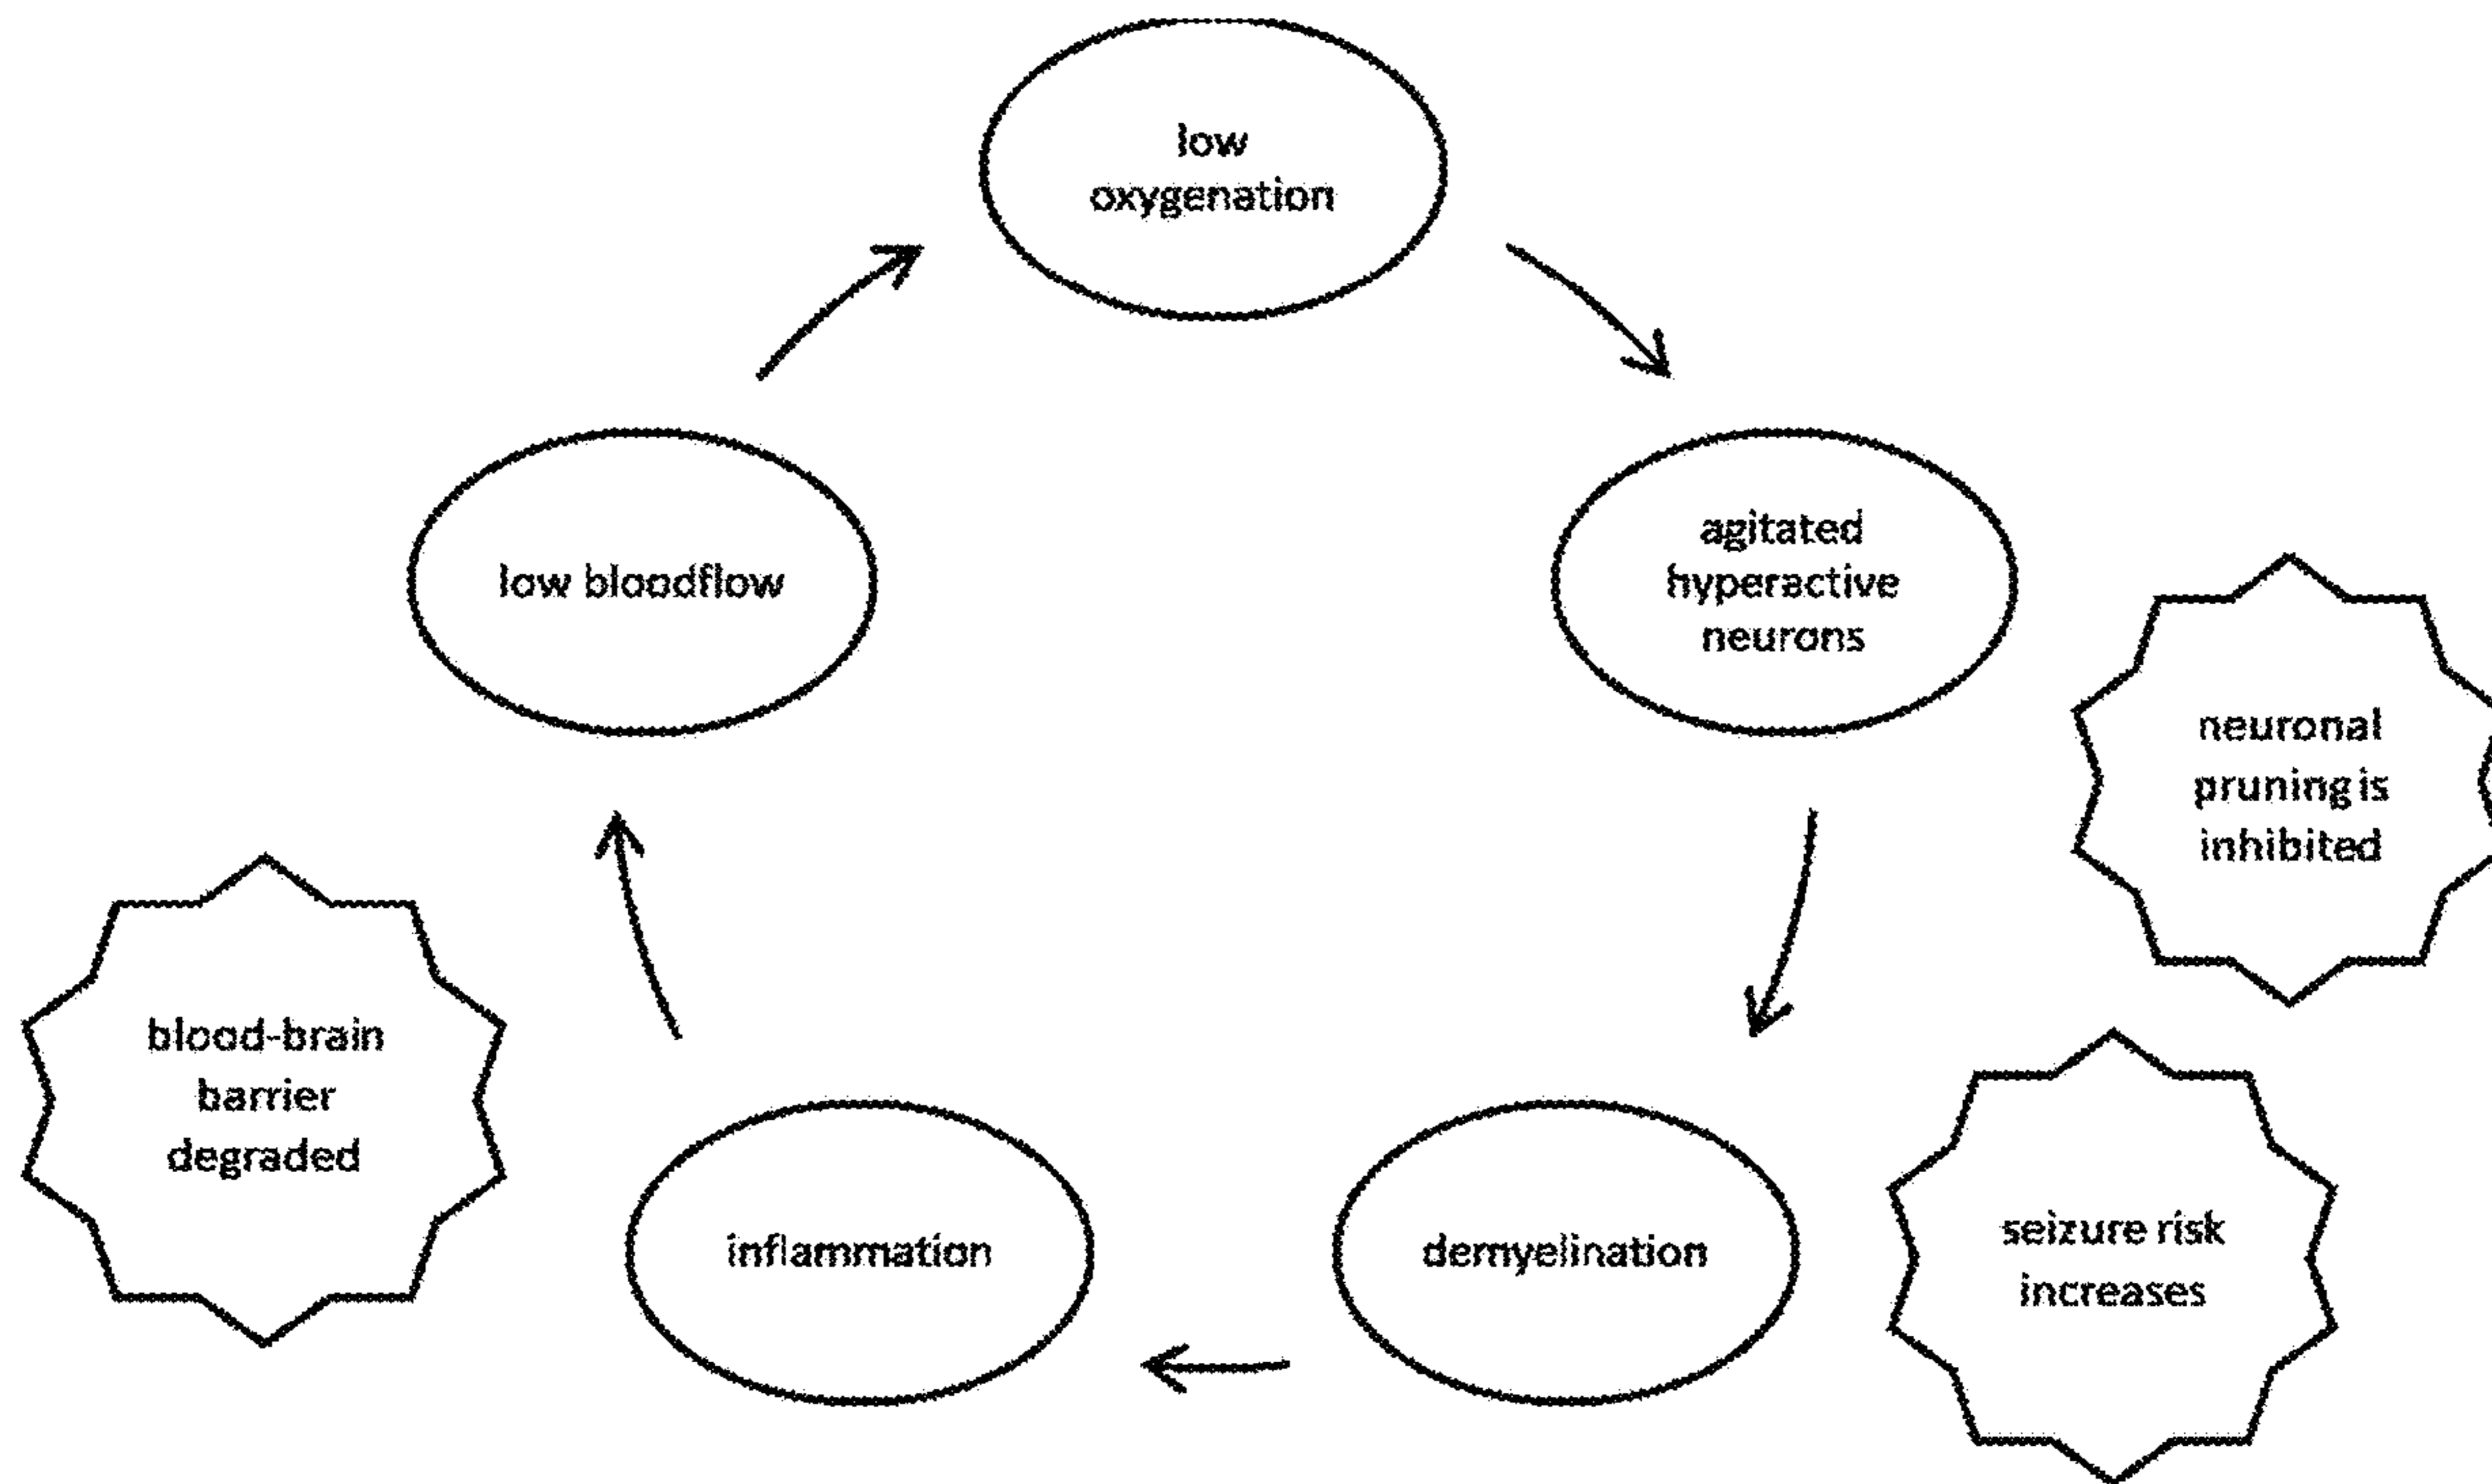 low
oxygenation
low bloodflow
agitated
hyperactive
neurons
neuronal
pruning is
inhibited
blood-brain
barrier
degraded
inflammation
demyelination
seizure risk
increases